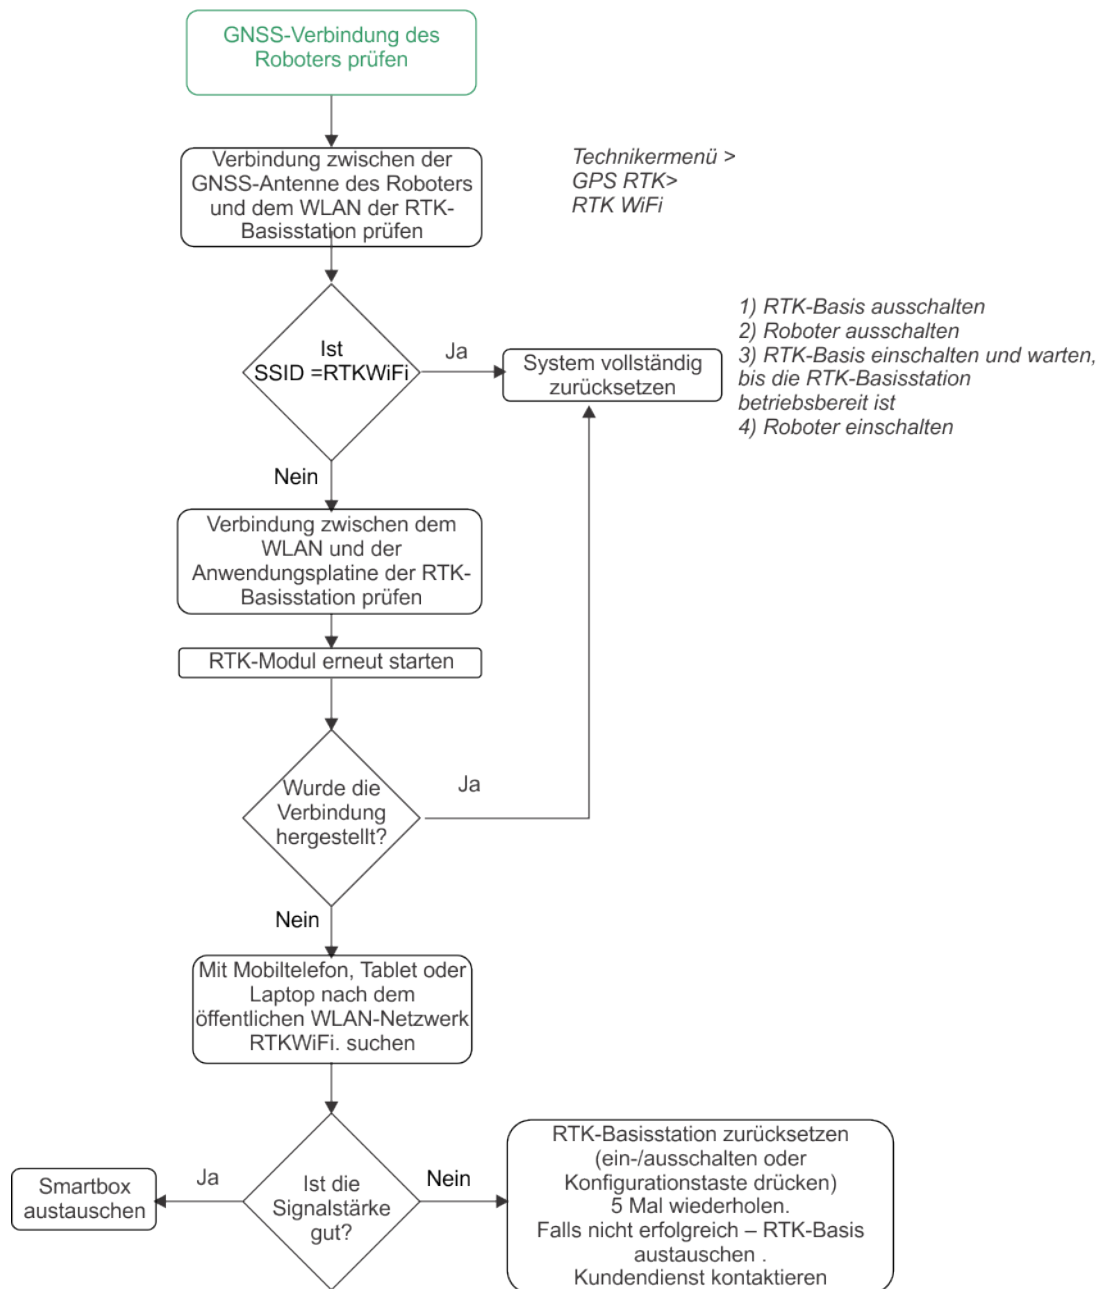 GNSS-Verbindung des
Roboters prüfen
Verbindung zwischen der
GNSS-Antenne des Roboters
und dem WLAN der RTK-
Basisstation prüfen
Technikermenü >
GPS RTK>
RTK WiFi
Ist
SSID =RTKWiFi
Ja
System vollständig
zurücksetzen
1) RTK-Basis ausschalten
2) Roboter ausschalten
3) RTK-Basis einschalten und warten,
bis die RTK-Basisstation
betriebsbereit ist
4) Roboter einschalten
Nein
Verbindung zwischen dem
WLAN und der
Anwendungsplatine der RTK-
Basisstation prüfen
RTK-Modul erneut starten
Wurde die
Verbindung
hergestellt?
Ja
Nein
Mit Mobiltelefon, Tablet oder
Laptop nach dem
öffentlichen WLAN-Netzwerk
RTKWiFi. suchen
Ist die
Signalstärke
gut?
Ja
Smartbox
austauschen
Nein
RTK-Basisstation zurücksetzen
(ein-/ausschalten oder
Konfigurationstaste drücken)
5 Mal wiederholen.
Falls nicht erfolgreich – RTK-Basis
austauschen .
Kundendienst kontaktieren